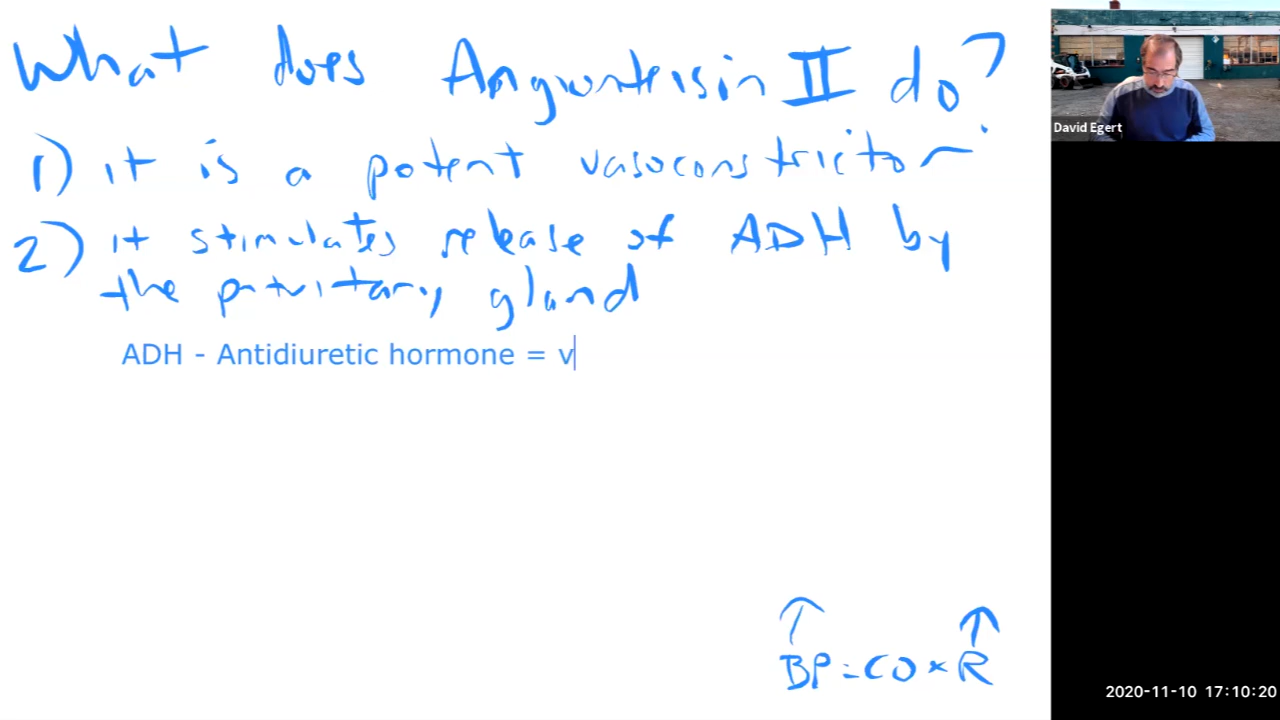 What does Angiontensin II do?
1) it is a potent vasoconstrictor
2) it stimulates release of ADH by
the pituitary gland
ADH - Antidiuretic hormone = v
↑ ↑
BP = CO × R
David Egert
2020-11-10 17:10:20